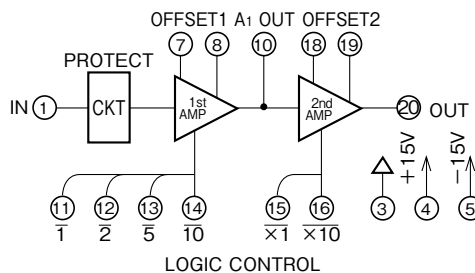 OFFSET1 A1 OUT OFFSET2
7 8 10 18 19
PROTECT
IN 1 CKT 1st AMP 2nd AMP 20 OUT
+15V -15V
11 12 13 14 15 16 3 4 5
1 2 5 10 ×1 ×10
LOGIC CONTROL